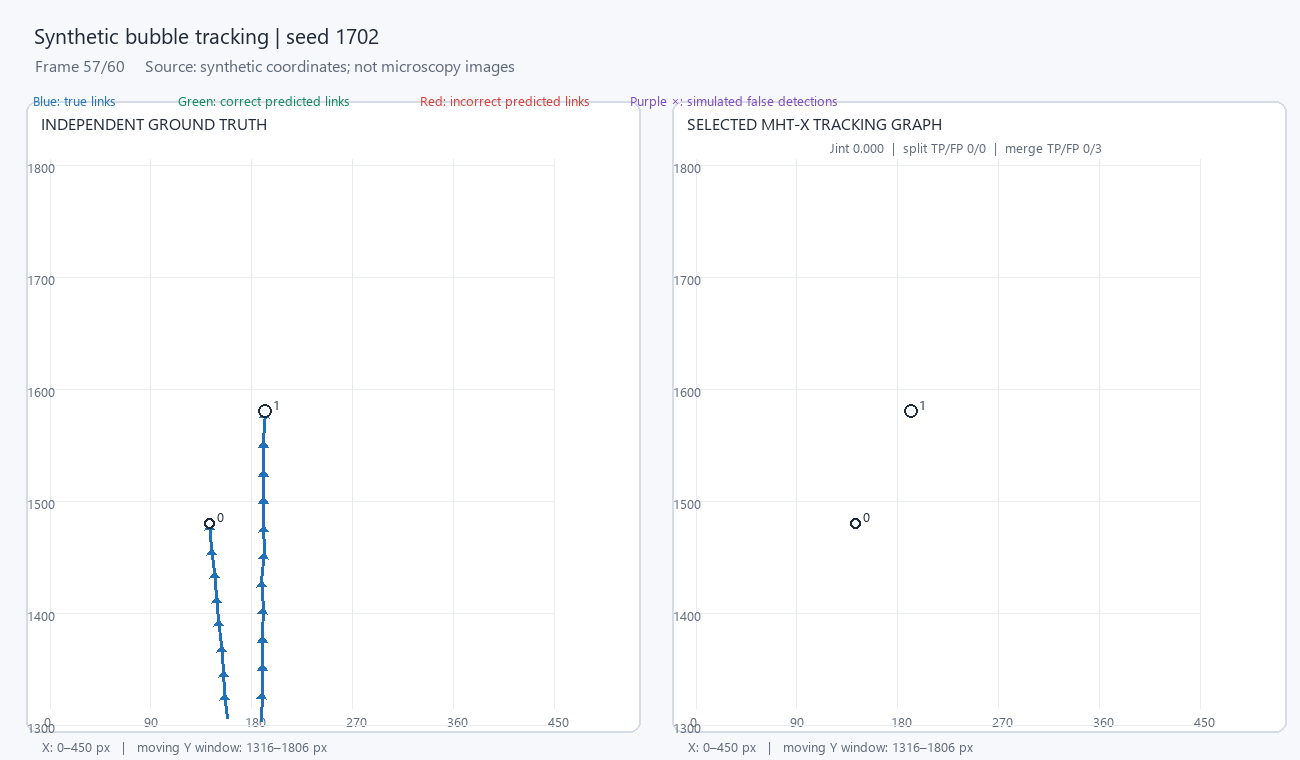 Synthetic bubble tracking | seed 1702
Frame 57/60 Source: synthetic coordinates; not microscopy images
Blue: true links Green: correct predicted links Red: incorrect predicted links Purple ×: simulated false detections
INDEPENDENT GROUND TRUTH
1800
1700
1600
1
1500
0
1400
1300
0 90 180 270 360 450
X: 0–450 px | moving Y window: 1316–1806 px
SELECTED MHT-X TRACKING GRAPH
Jint 0.000 | split TP/FP 0/0 | merge TP/FP 0/3
1800
1700
1600
1
1500
0
1400
1300
0 90 180 270 360 450
X: 0–450 px | moving Y window: 1316–1806 px